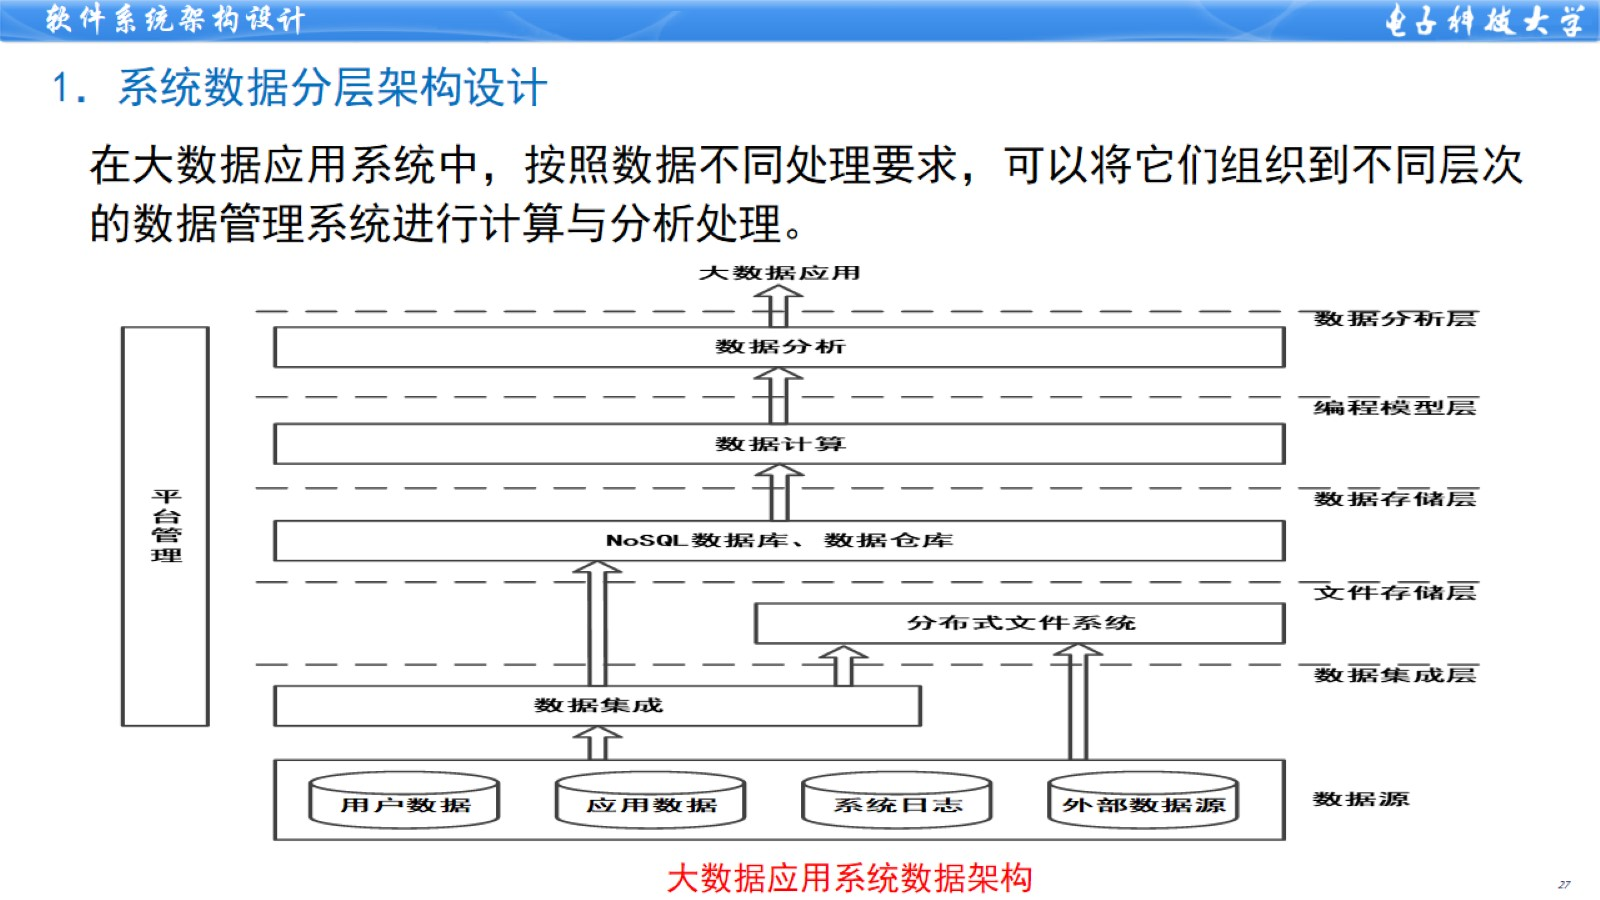 软件系统架构设计
电子科技大学
1. 系统数据分层架构设计
在大数据应用系统中，按照数据不同处理要求，可以将它们组织到不同层次
的数据管理系统进行计算与分析处理。
大数据应用
数据分析层
数据分析
编程模型层
数据计算
数据存储层
NoSQL数据库、数据仓库
文件存储层
分布式文件系统
数据集成层
数据集成
平台管理
用户数据
应用数据
系统日志
外部数据源
数据源
大数据应用系统数据架构
27